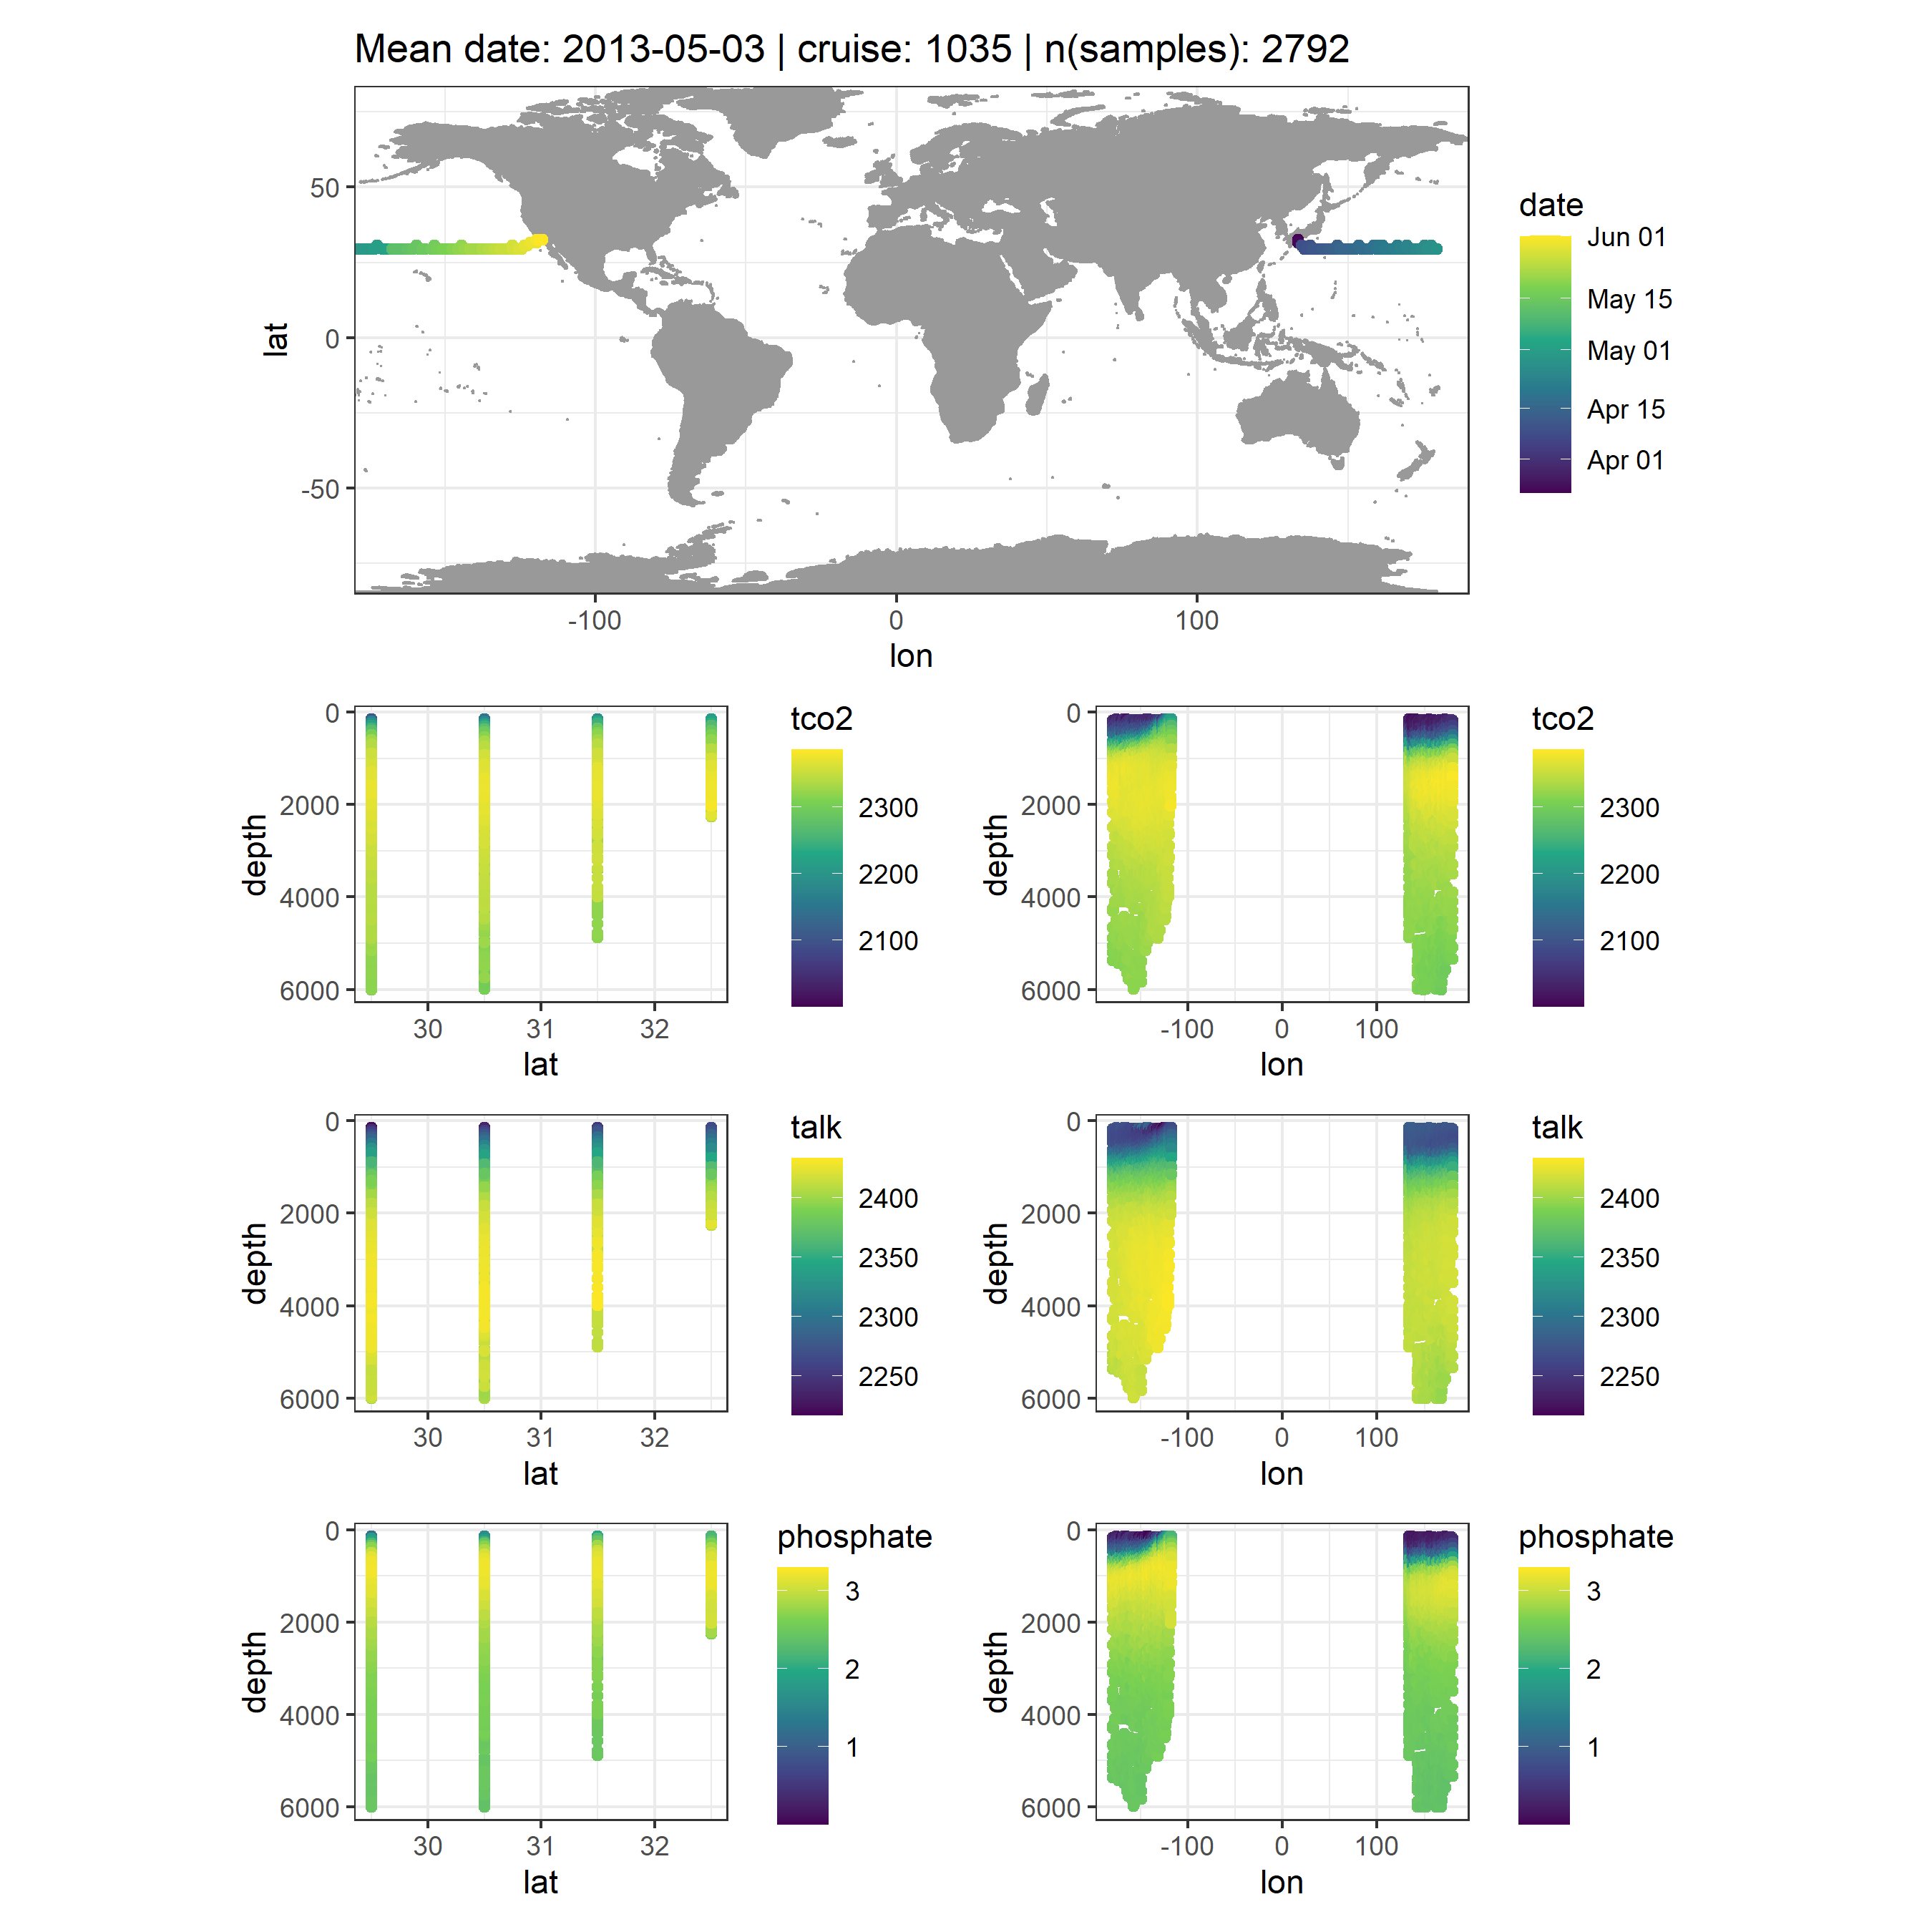 Mean date: 2013-05-03 | cruise: 1035 | n(samples): 2792
lat
50
0
-50
-100
0
100
lon
date
Jun 01
May 15
May 01
Apr 15
Apr 01
depth
0
2000
4000
6000
30
31
32
lat
tco2
2300
2200
2100
depth
0
2000
4000
6000
-100
0
100
lon
tco2
2300
2200
2100
depth
0
2000
4000
6000
30
31
32
lat
talk
2400
2350
2300
2250
depth
0
2000
4000
6000
-100
0
100
lon
talk
2400
2350
2300
2250
depth
0
2000
4000
6000
30
31
32
lat
phosphate
3
2
1
depth
0
2000
4000
6000
-100
0
100
lon
phosphate
3
2
1